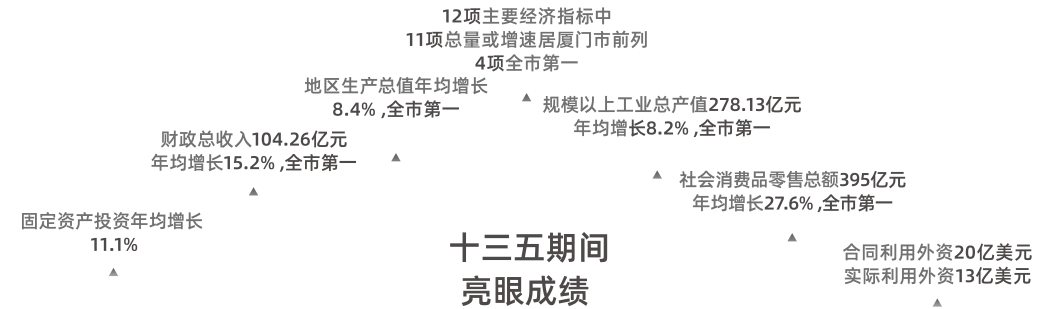 12项主要经济指标中
11项总量或增速居厦门市前列
4项全市第一
地区生产总值年均增长
8.4% ,全市第一
规模以上工业总产值278.13亿元
年均增长8.2% ,全市第一
财政总收入104.26亿元
年均增长15.2% ,全市第一
社会消费品零售总额395亿元
年均增长27.6% ,全市第一
固定资产投资年均增长
11.1%
合同利用外资20亿美元
实际利用外资13亿美元
十三五期间
亮眼成绩